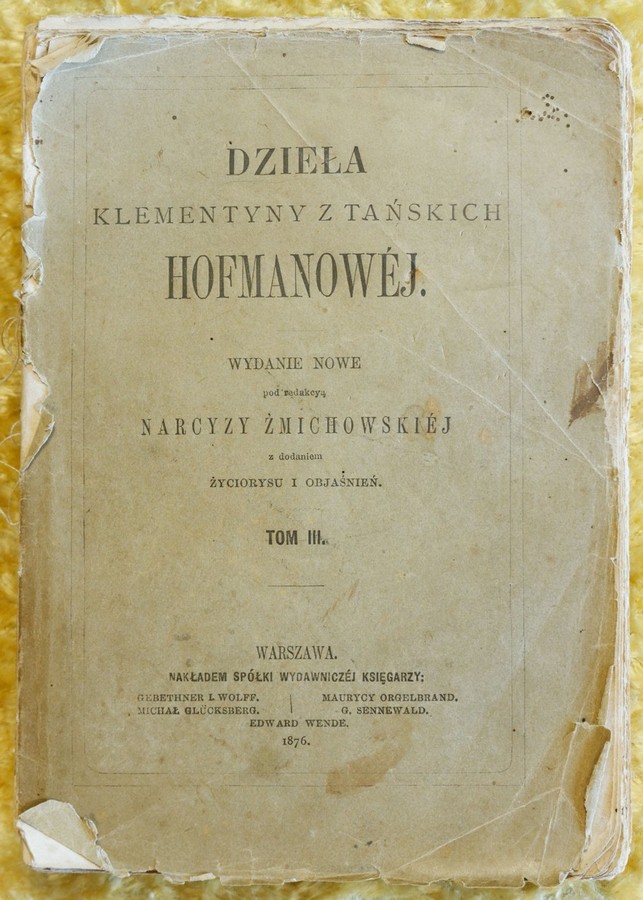 DZIEŁA
KLEMENTYNY Z TAŃSKICH
HOFMANOWÉJ.
WYDANIE NOWE
pod redakcyą
NARCYZY ŻMICHOWSKIÉJ
z dodaniem
ŻYCIORYSU I OBJAŚNIEŃ.
TOM III.
WARSZAWA.
NAKŁADEM SPÓŁKI WYDAWNICZÉJ KSIĘGARZY:
GEBETHNER I WOLFF. MAURYCY ORGELBRAND.
MICHAŁ GLÜCKSBERG. G. SENNEWALD.
EDWARD WENDE.
1876.